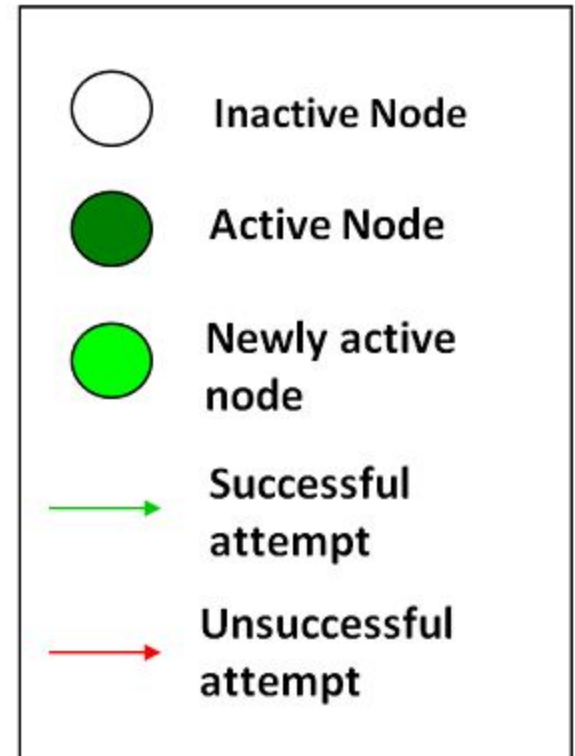 Inactive Node
Active Node
Newly active
node
Successful
attempt
Unsuccessful
attempt